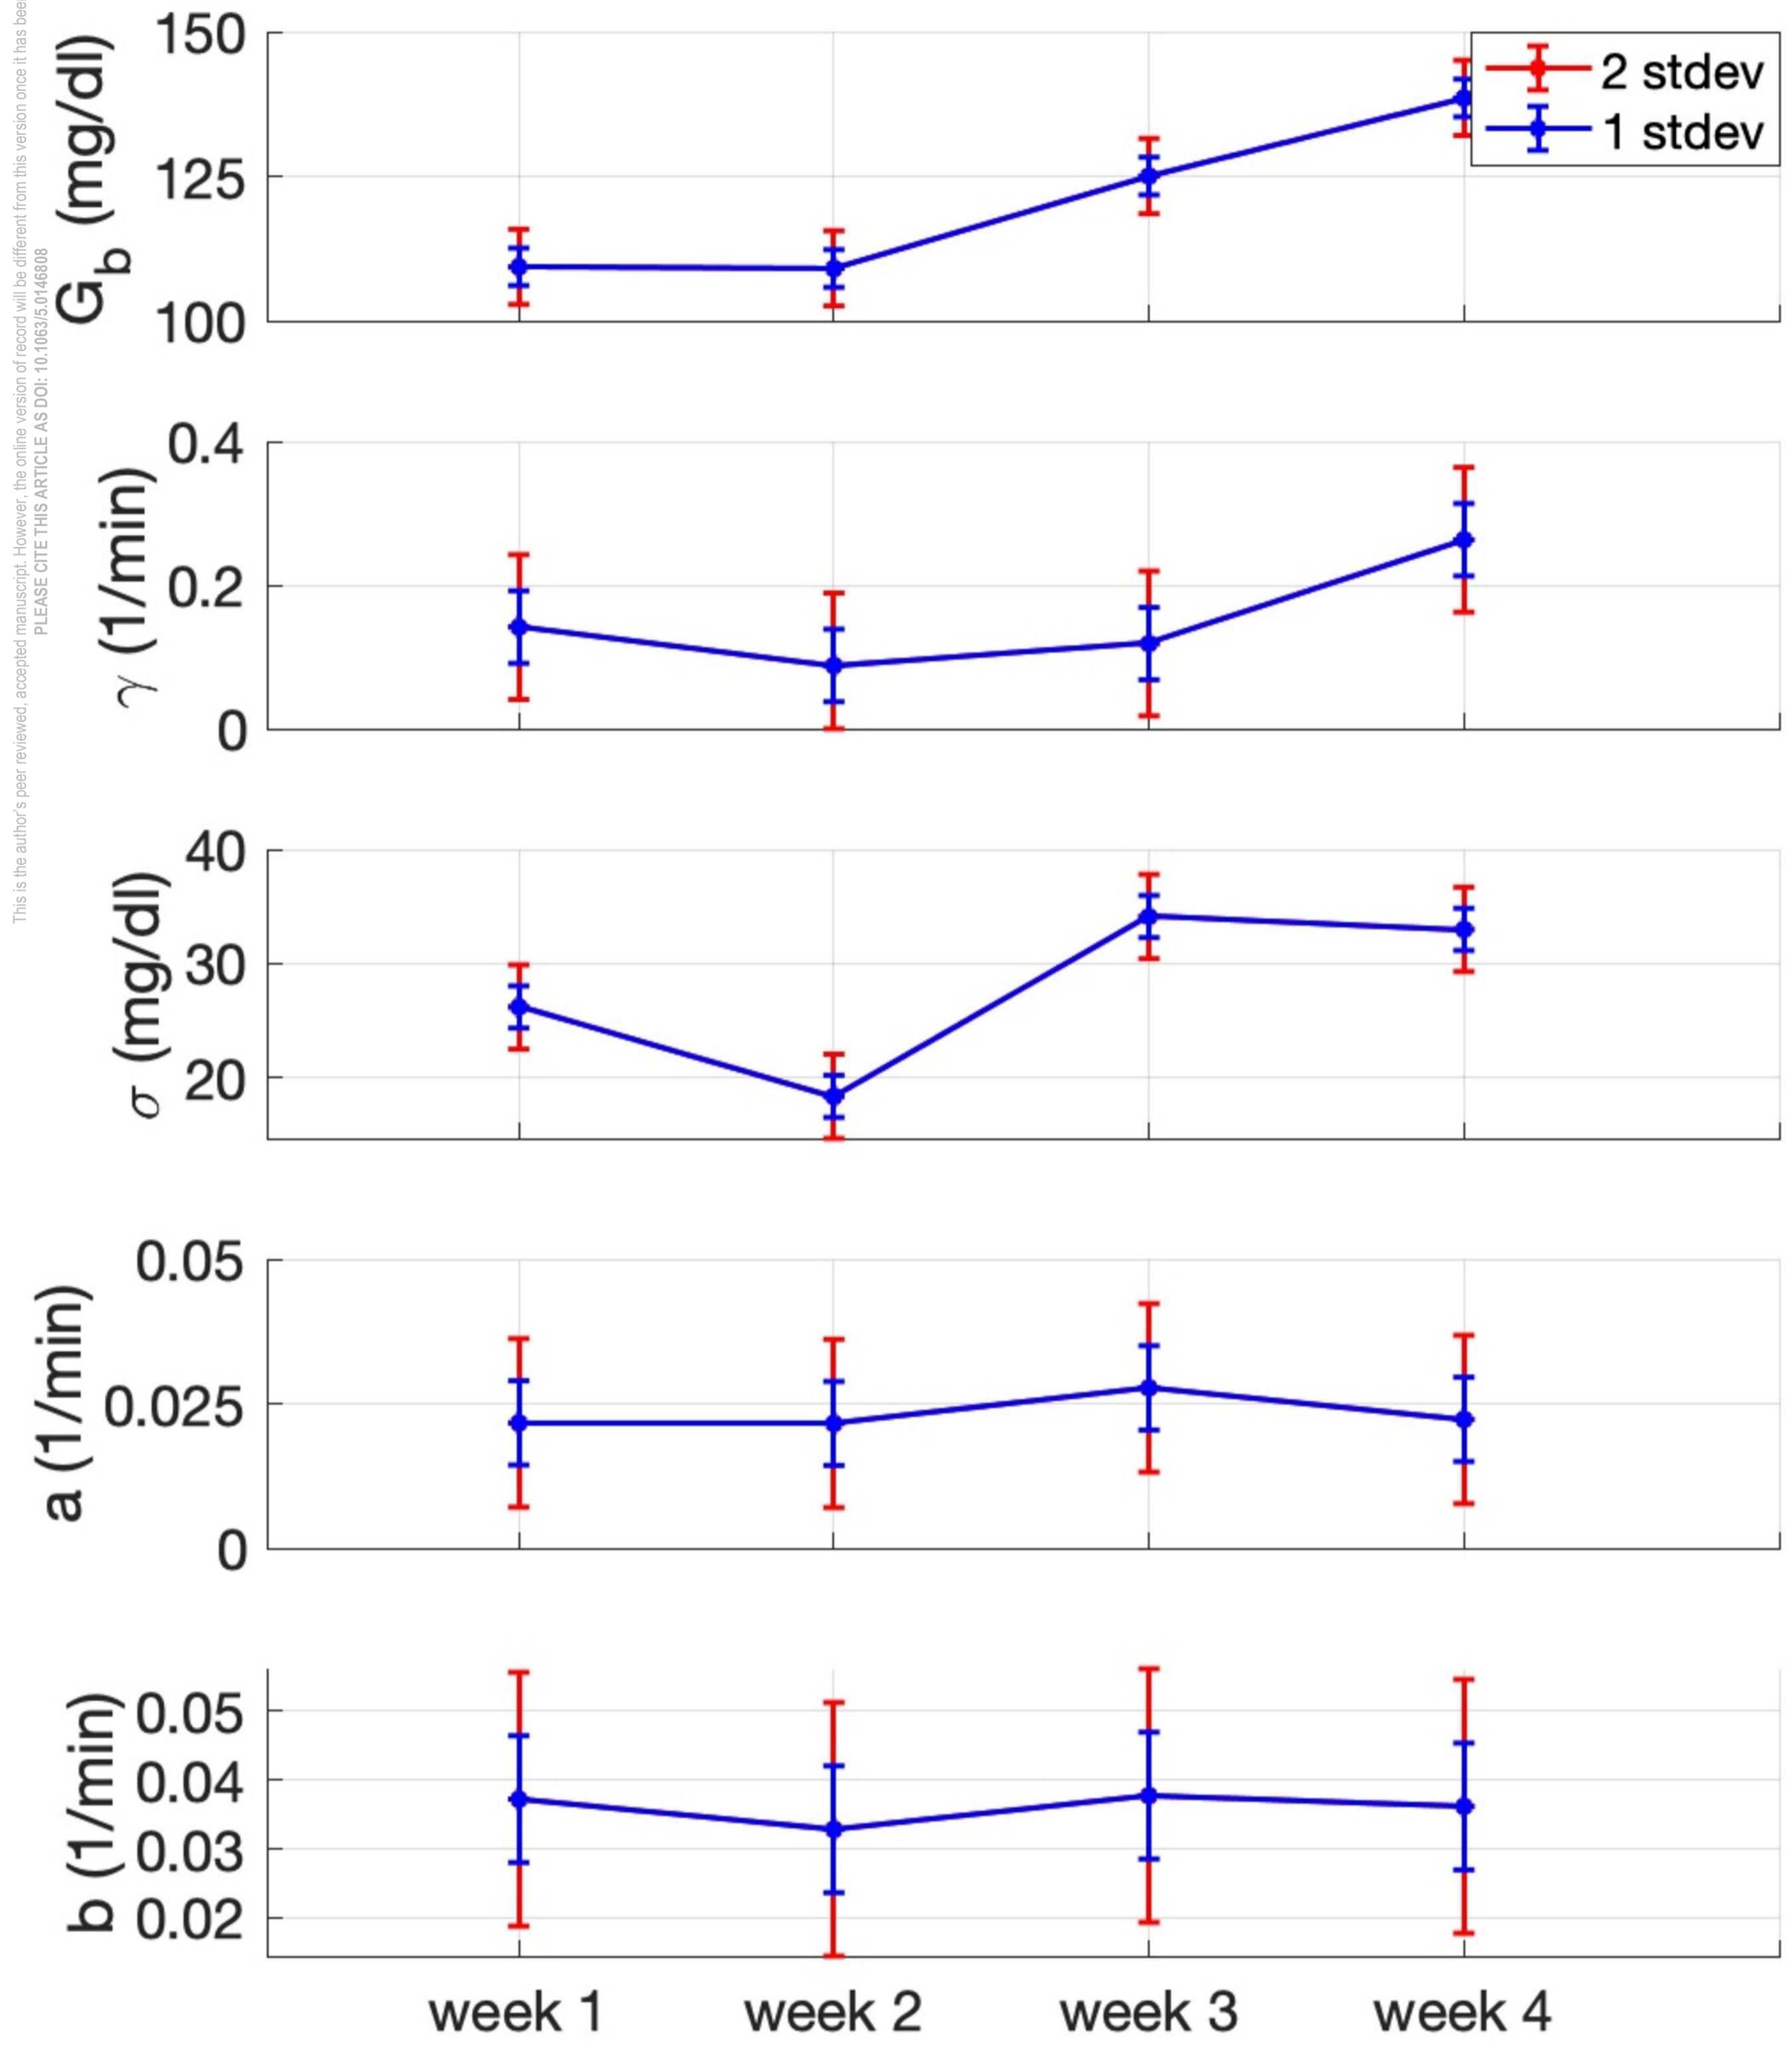 This is the author's peer reviewed, accepted manuscript. However, the online version of record will be different from this version once it has been
PLEASE CITE THIS ARTICLE AS DOI: 10.1063/5.0146808
G_b (mg/dl)
150
125
100
2 stdev
1 stdev
γ (1/min)
0.4
0.2
0
σ (mg/dl)
40
30
20
a (1/min)
0.05
0.025
0
b (1/min)
0.05
0.04
0.03
0.02
week 1
week 2
week 3
week 4